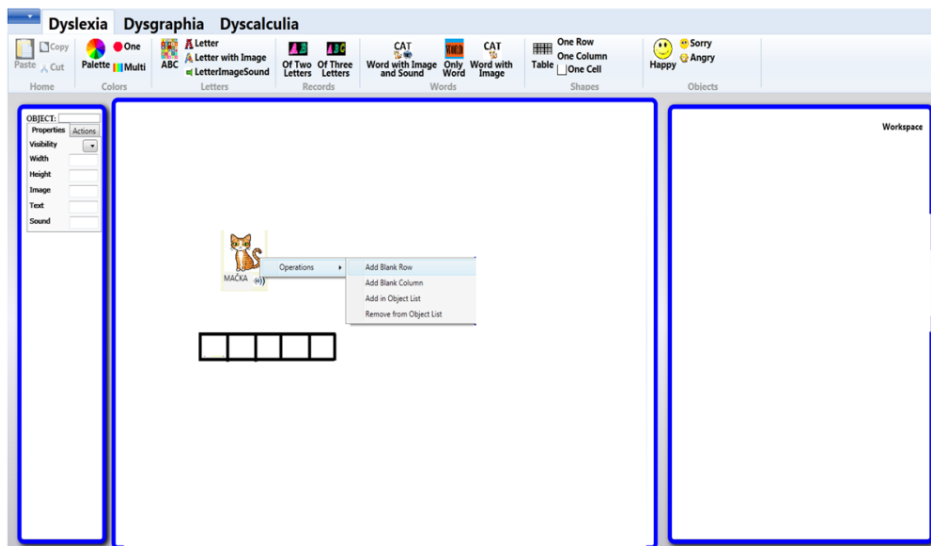 Dyslexia Dysgraphia Dyscalculia
Paste
Copy
Cut
Home
Palette
One
Multi
Colors
ABC
Letter
Letter with Image
LetterImageSound
Letters
Of Two Letters
Of Three Letters
Records
CAT
Word with Image and Sound
WORD
Only Word
CAT
Word with Image
Words
Table
One Row
One Column
One Cell
Shapes
Happy
Sorry
Angry
Objects
OBJECT:
Properties Actions
Visibility
Width
Height
Image
Text
Sound
MAČKA
Operations
Add Blank Row
Add Blank Column
Add in Object List
Remove from Object List
Workspace